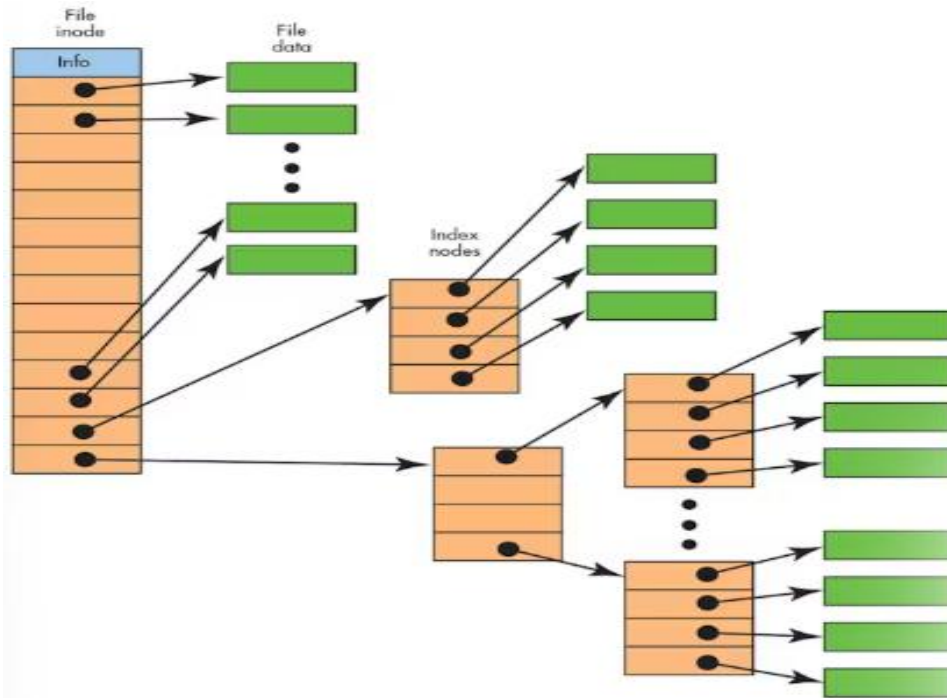 File
inode
Info
File
data
Index
nodes